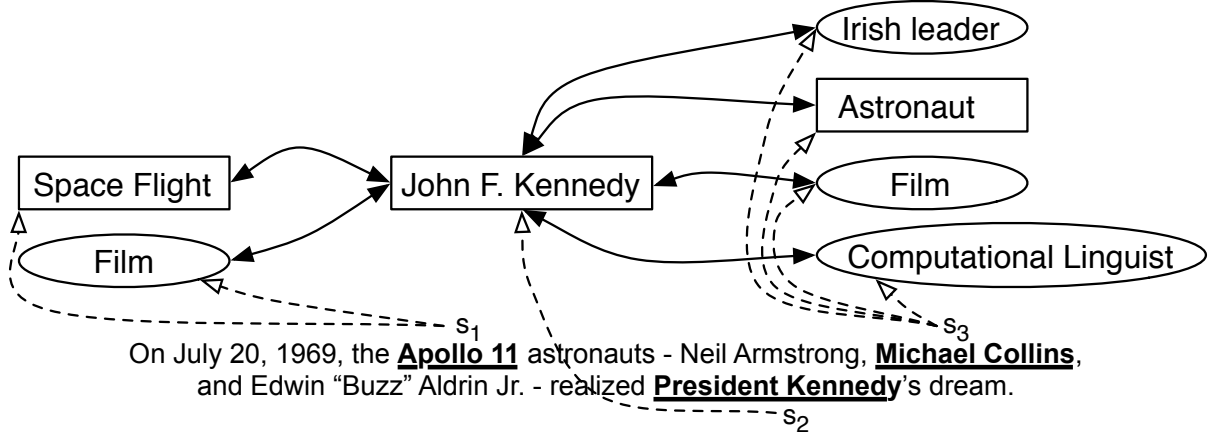 Irish leader
Astronaut
Space Flight
John F. Kennedy
Film
Film
Computational Linguist
s1
s3
On July 20, 1969, the Apollo 11 astronauts - Neil Armstrong, Michael Collins,
and Edwin “Buzz” Aldrin Jr. - realized President Kennedy’s dream.
s2